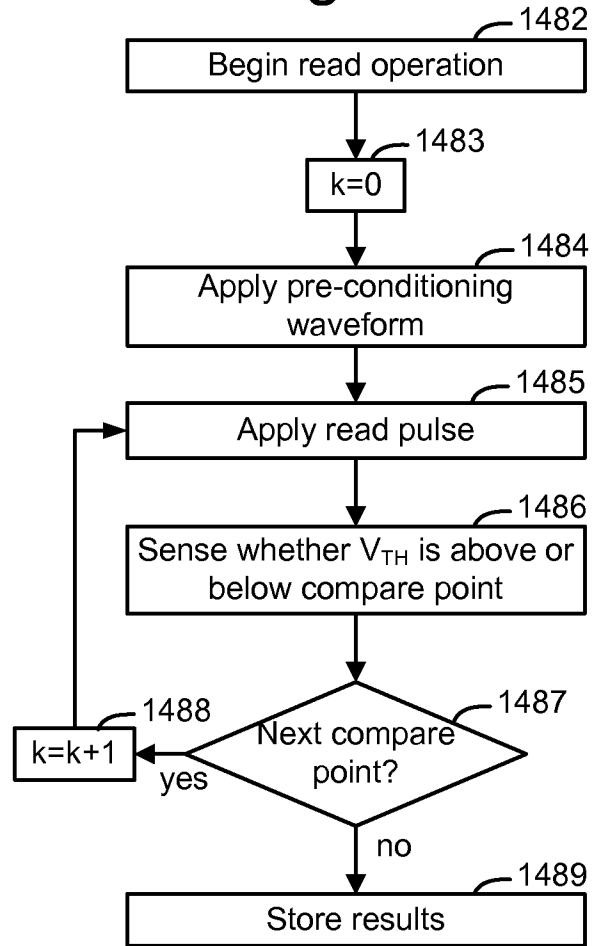 1482
Begin read operation
1483
k=0
1484
Apply pre-conditioning
waveform
1485
Apply read pulse
1486
Sense whether VTH is above or
below compare point
1487
Next compare
point?
1488
k=k+1
yes
no
1489
Store results